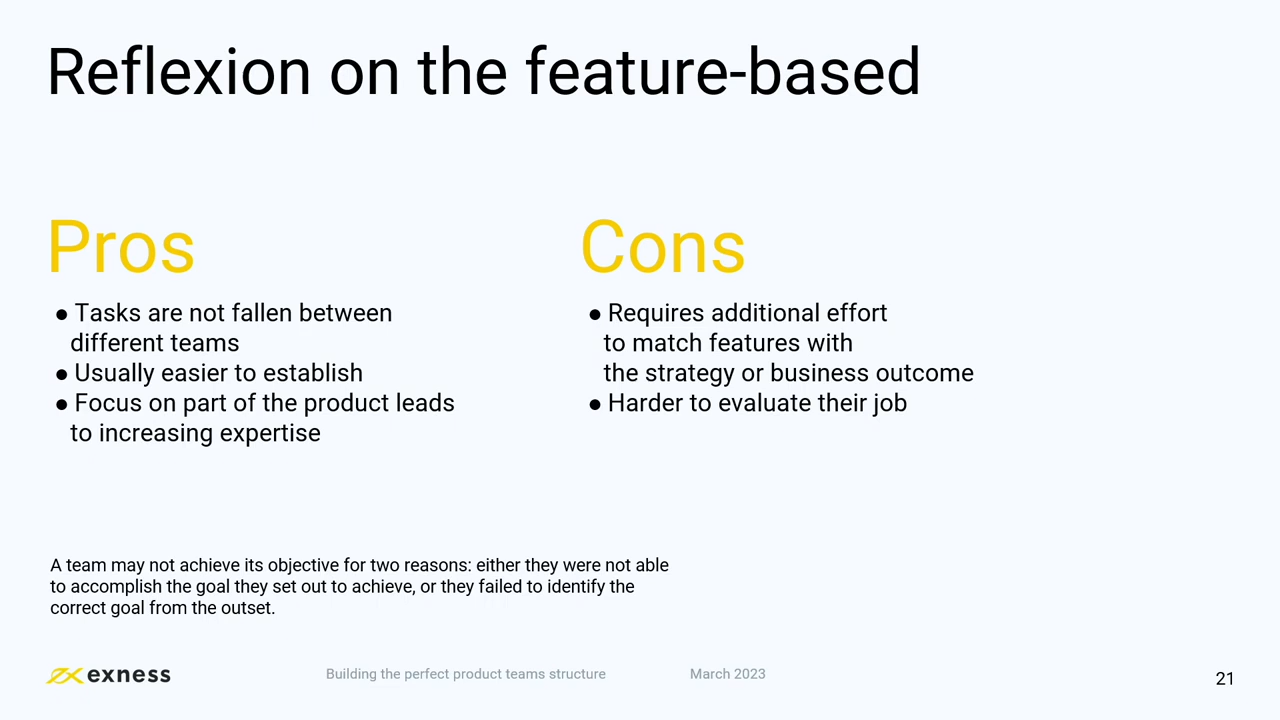 Reflexion on the feature-based
Pros
● Tasks are not fallen between
different teams
● Usually easier to establish
● Focus on part of the product leads
to increasing expertise
Cons
● Requires additional effort
to match features with
the strategy or business outcome
● Harder to evaluate their job
A team may not achieve its objective for two reasons: either they were not able
to accomplish the goal they set out to achieve, or they failed to identify the
correct goal from the outset.
exness
Building the perfect product teams structure
March 2023
21